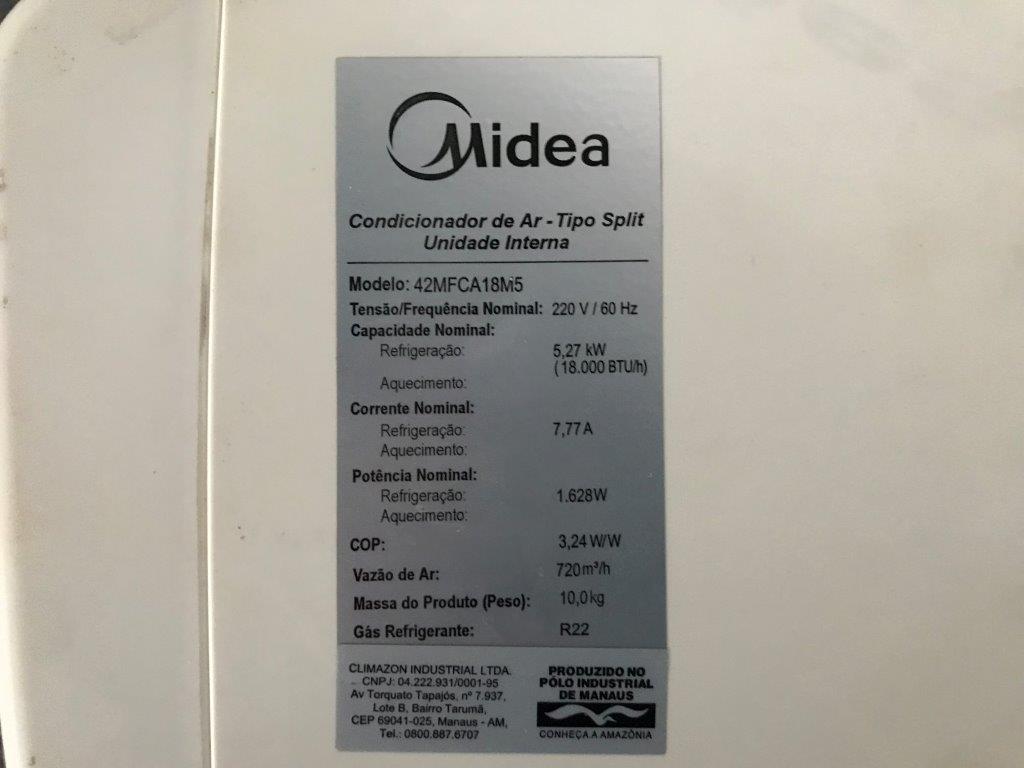 Midea
Condicionador de Ar - Tipo Split
Unidade Interna
Modelo: 42MFCA18M5
Tensão/Frequência Nominal: 220 V / 60 Hz
Capacidade Nominal:
Refrigeração: 5,27 kW
(18.000 BTU/h)
Aquecimento:
Corrente Nominal:
Refrigeração: 7,77 A
Aquecimento:
Potência Nominal:
Refrigeração: 1.628W
Aquecimento:
COP: 3,24 W/W
Vazão de Ar: 720 m³/h
Massa do Produto (Peso): 10,0 kg
Gás Refrigerante: R22
CLIMAZON INDUSTRIAL LTDA.
CNPJ: 04.222.931/0001-95
Av Torquato Tapajós, nº 7.937,
Lote B, Bairro Tarumã,
CEP 69041-025, Manaus - AM,
Tel.: 0800.887.6707
PRODUZIDO NO
PÓLO INDUSTRIAL
DE MANAUS
CONHEÇA A AMAZÔNIA